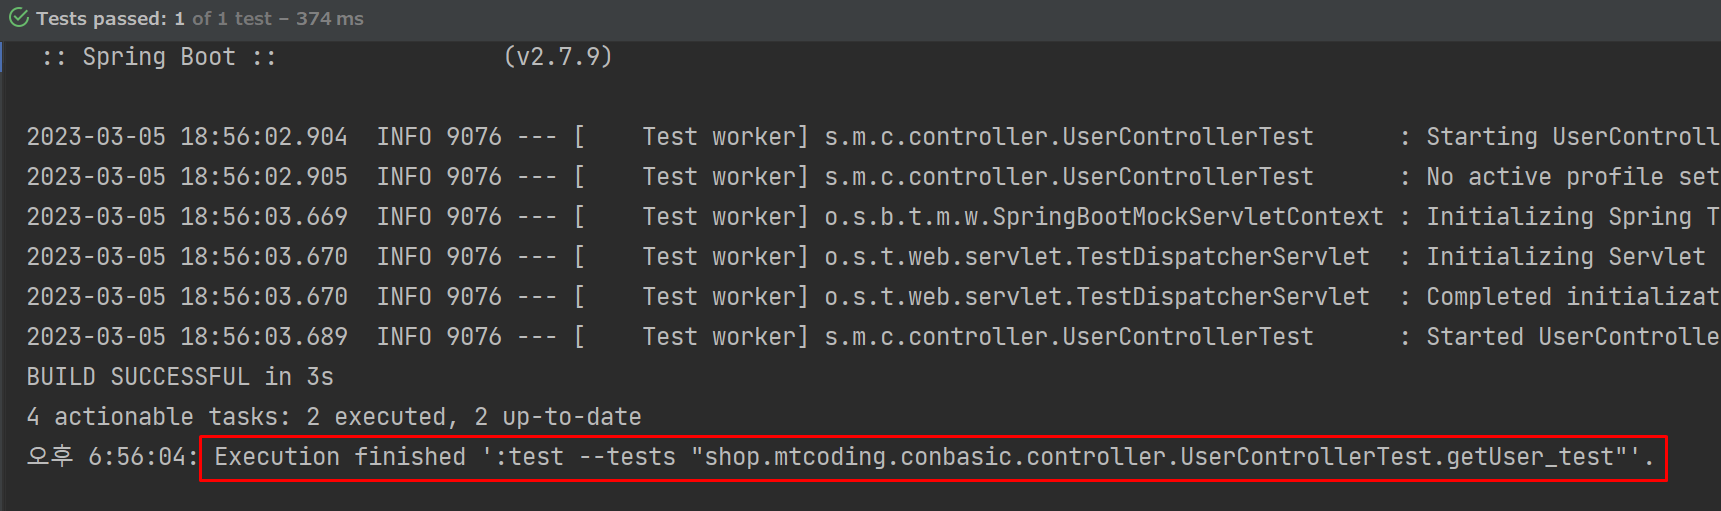 Tests passed: 1 of 1 test – 374 ms
:: Spring Boot ::                (v2.7.9)
2023-03-05 18:56:02.904  INFO 9076 --- [    Test worker] s.m.c.controller.UserControllerTest      : Starting UserControll
2023-03-05 18:56:02.905  INFO 9076 --- [    Test worker] s.m.c.controller.UserControllerTest      : No active profile set
2023-03-05 18:56:03.669  INFO 9076 --- [    Test worker] o.s.b.t.m.w.SpringBootMockServletContext : Initializing Spring T
2023-03-05 18:56:03.670  INFO 9076 --- [    Test worker] o.s.t.web.servlet.TestDispatcherServlet  : Initializing Servlet
2023-03-05 18:56:03.670  INFO 9076 --- [    Test worker] o.s.t.web.servlet.TestDispatcherServlet  : Completed initializat
2023-03-05 18:56:03.689  INFO 9076 --- [    Test worker] s.m.c.controller.UserControllerTest      : Started UserControlle
BUILD SUCCESSFUL in 3s
4 actionable tasks: 2 executed, 2 up-to-date
오후 6:56:04: Execution finished ':test --tests "shop.mtcoding.conbasic.controller.UserControllerTest.getUser_test"'.